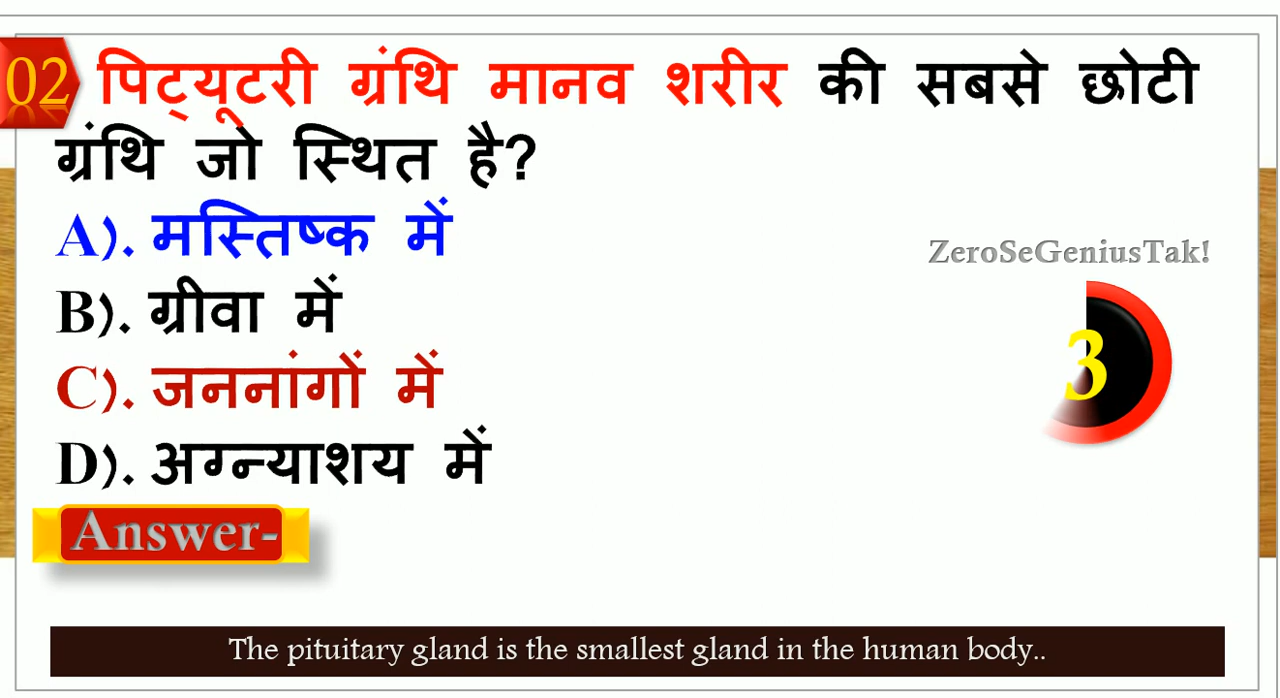 02 पिट्यूटरी ग्रंथि मानव शरीर की सबसे छोटी
ग्रंथि जो स्थित है?
A). मस्तिष्क में
ZeroSeGeniusTak!
B). ग्रीवा में
3
C). जननांगों में
D). अग्न्याशय में
Answer-
The pituitary gland is the smallest gland in the human body..